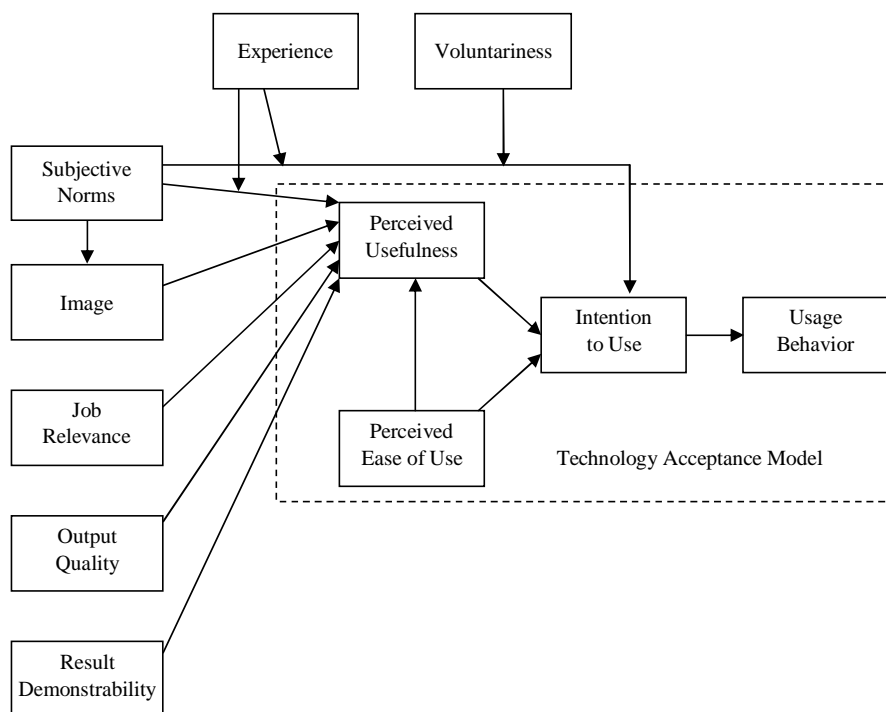 Experience
Voluntariness
Subjective
Norms
Perceived
Usefulness
Image
Intention
to Use
Usage
Behavior
Job
Relevance
Perceived
Ease of Use
Technology Acceptance Model
Output
Quality
Result
Demonstrability